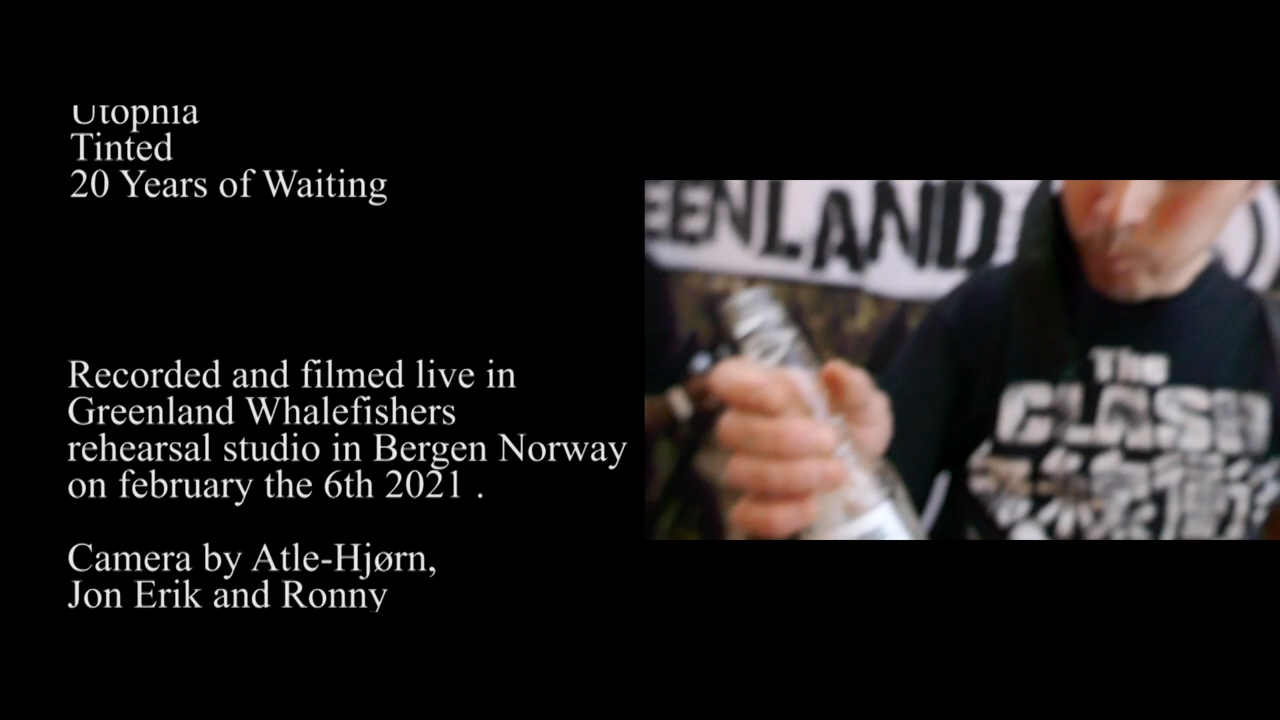 Utophia
Tinted
20 Years of Waiting
Recorded and filmed live in
Greenland Whalefishers
rehearsal studio in Bergen Norway
on february the 6th 2021 .
Camera by Atle-Hjørn,
Jon Erik and Ronny
EENLAND
The
CLASH